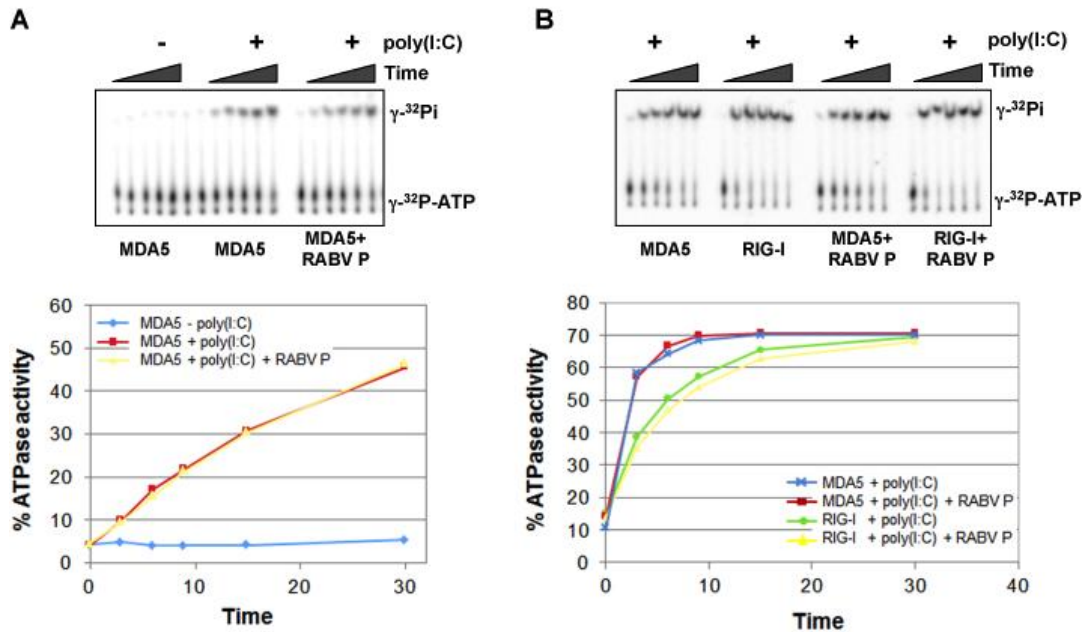 A
- + + poly(I:C)
Time
γ-³²Pi
γ-³²P-ATP
MDA5 MDA5 MDA5+
RABV P
60
50
40
30
20
10
0
% ATPase activity
MDA5 - poly(I:C)
MDA5 + poly(I:C)
MDA5 + poly(I:C) + RABV P
0 10 20 30
Time
B
+ + + + poly(I:C)
Time
γ-³²Pi
γ-³²P-ATP
MDA5 RIG-I MDA5+ RIG-I+
RABV P RABV P
80
70
60
50
40
30
20
10
0
% ATPase activity
MDA5 + poly(I:C)
MDA5 + poly(I:C) + RABV P
RIG-I + poly(I:C)
RIG-I + poly(I:C) + RABV P
0 10 20 30 40
Time